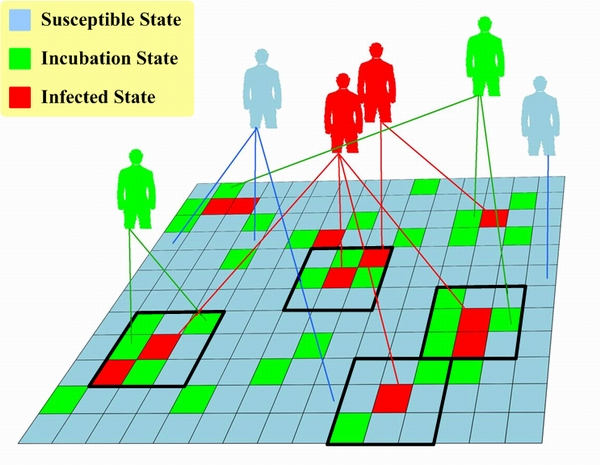 Susceptible State
Incubation State
Infected State